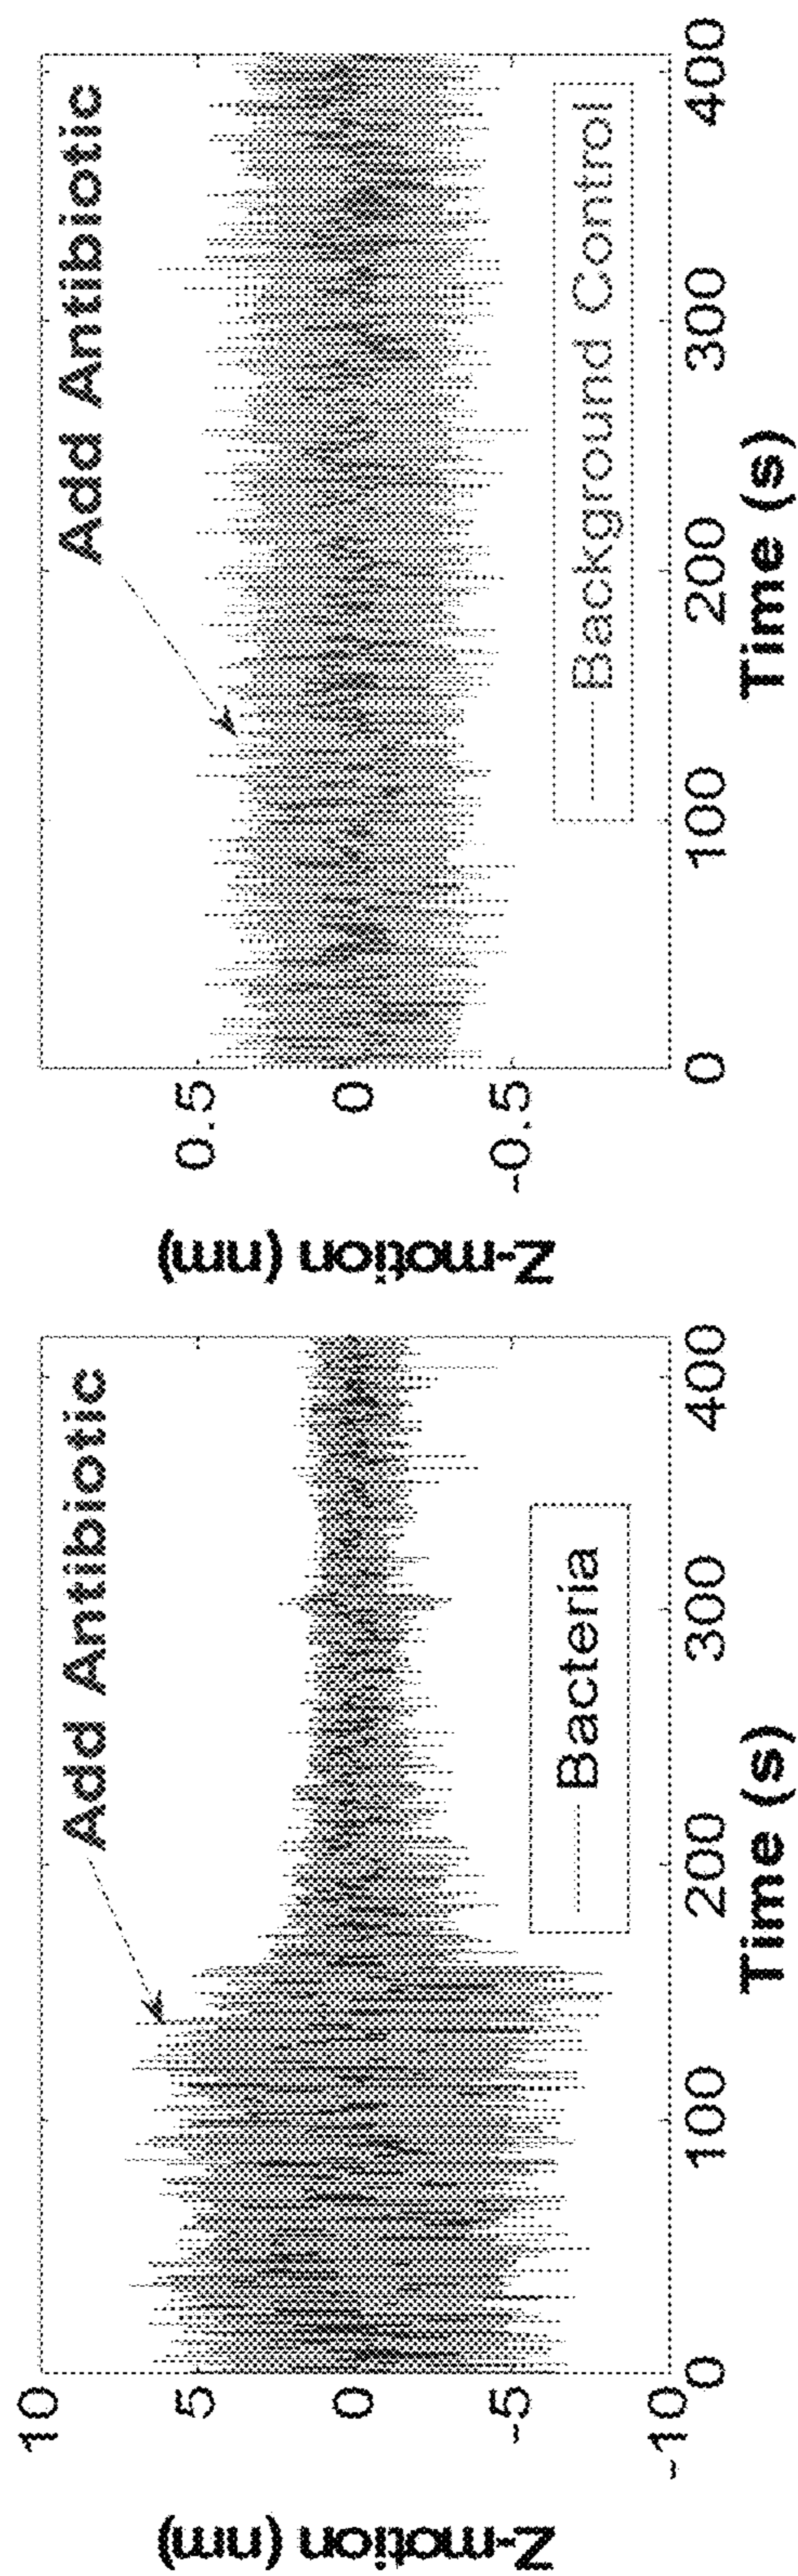 Z-motion (nm)
10
5
0
-5
-10
Add Antibiotic
Bacteria
0
100
200
300
400
Time (s)
Z-motion (nm)
0.5
0
-0.5
Add Antibiotic
Background Control
0
100
200
300
400
Time (s)